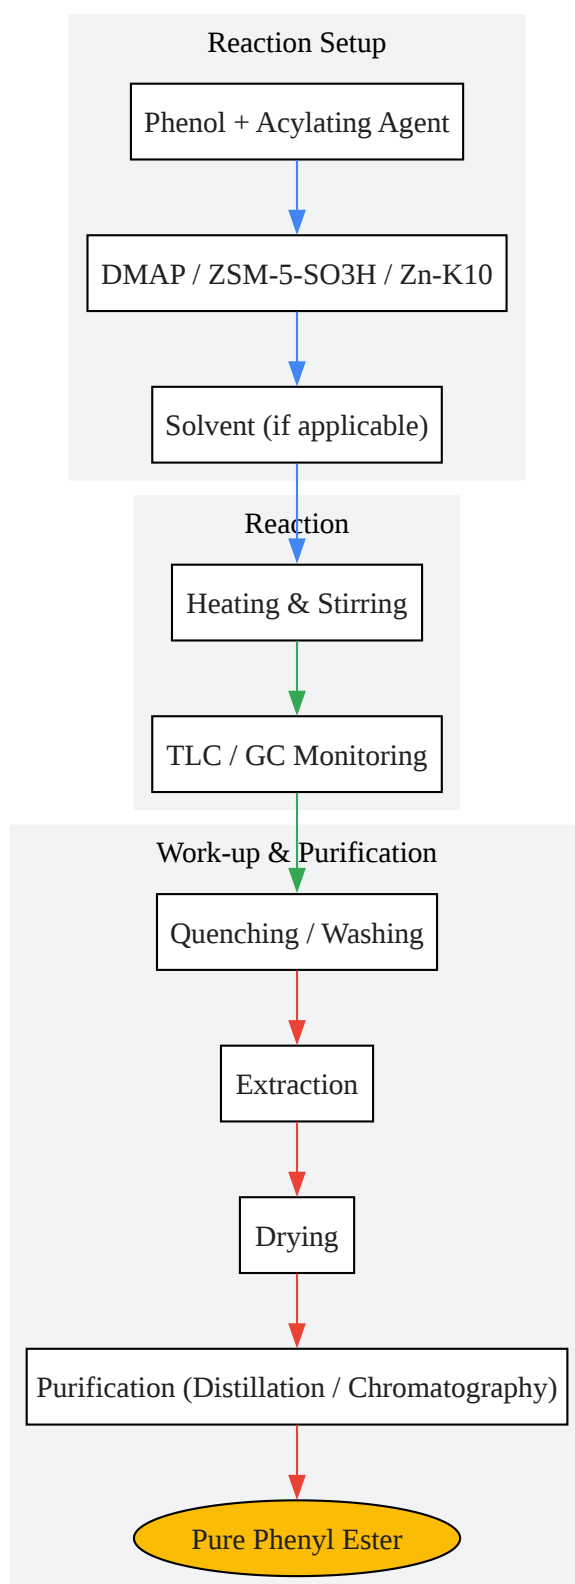 Reaction Setup
Phenol + Acylating Agent
DMAP / ZSM-5-SO3H / Zn-K10
Solvent (if applicable)
Reaction
Heating & Stirring
TLC / GC Monitoring
Work-up & Purification
Quenching / Washing
Extraction
Drying
Purification (Distillation / Chromatography)
Pure Phenyl Ester